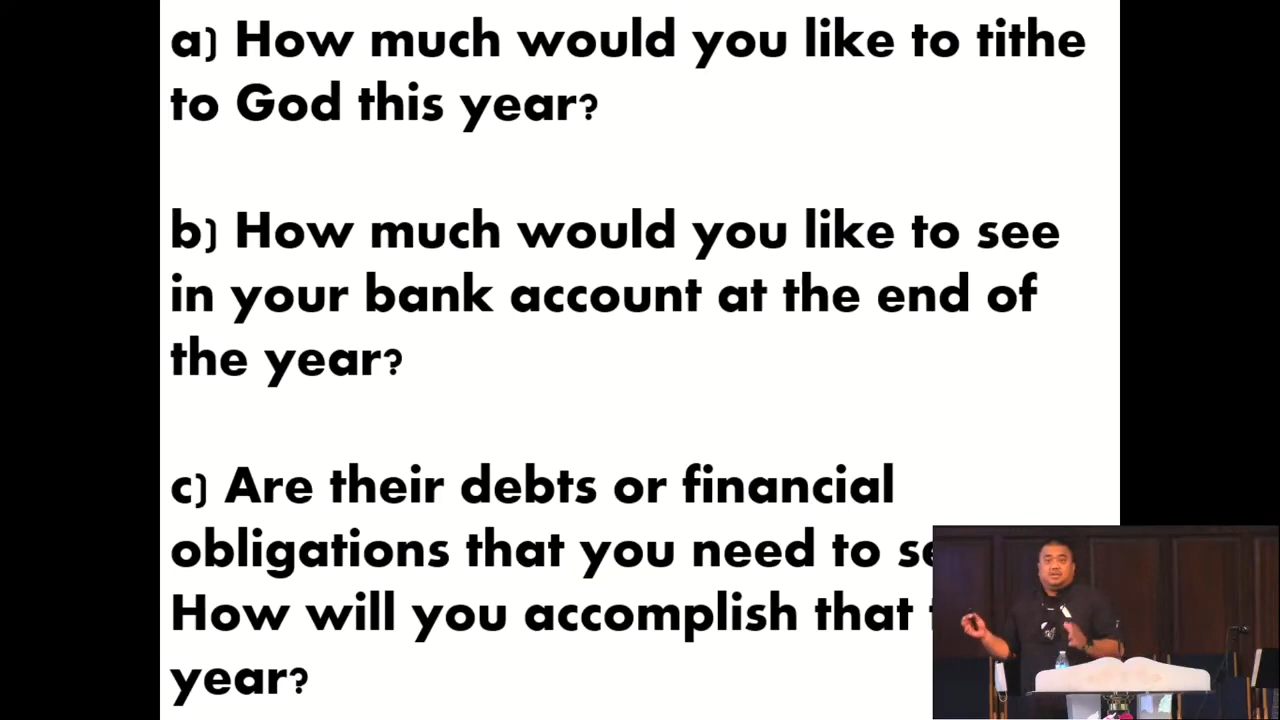 a) How much would you like to tithe
to God this year?
b) How much would you like to see
in your bank account at the end of
the year?
c) Are their debts or financial
obligations that you need to
How will you accomplish that
year?